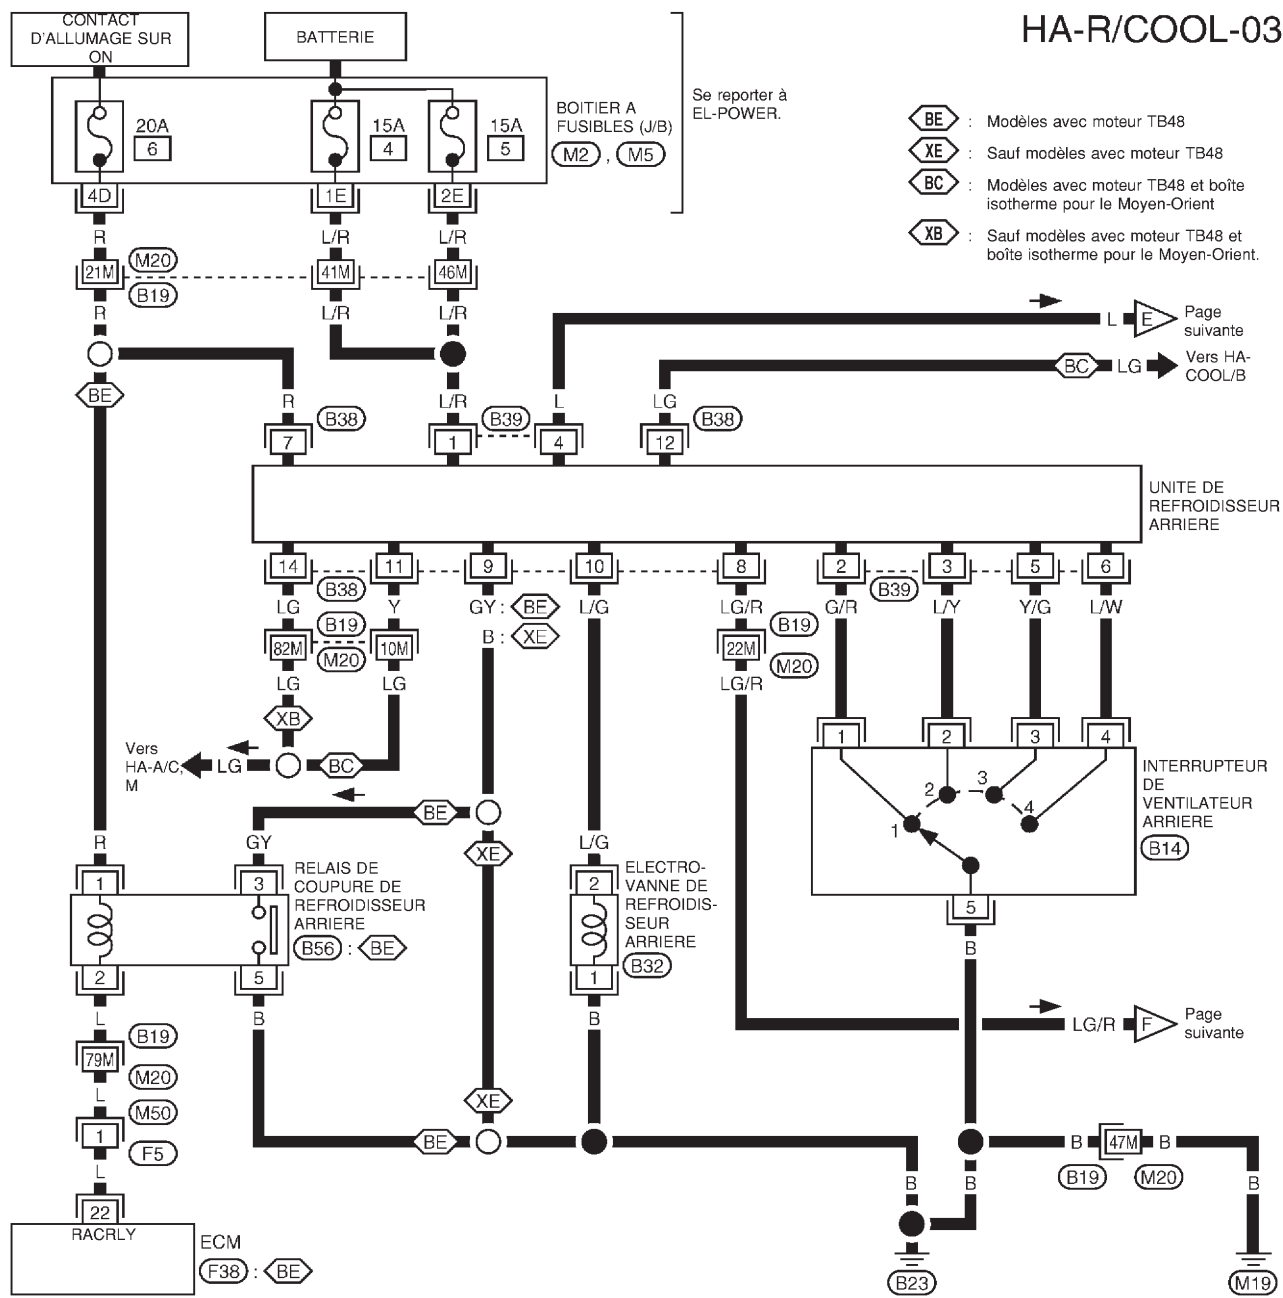 CONTACT
D'ALLUMAGE SUR
ON
BATTERIE
HA-R/COOL-03
20A
6
15A
4
15A
5
BOITIER A
FUSIBLES (J/B)
M2 , M5
Se reporter à
EL-POWER.
BE : Modèles avec moteur TB48
XE : Sauf modèles avec moteur TB48
BC : Modèles avec moteur TB48 et boîte
isotherme pour le Moyen-Orient
XB : Sauf modèles avec moteur TB48 et
boîte isotherme pour le Moyen-Orient.
4D 1E 2E
R L/R L/R
21M M20 41M 46M
B19
R L/R L/R
L E Page
suivante
BC LG Vers HA-
COOL/B
BE
R L/R L LG
B38 B39 B38
7 1 4 12
UNITE DE
REFROIDISSEUR
ARRIERE
14 11 9 10 8 2 3 5 6
B38 B39
LG Y GY : BE L/G LG/R G/R L/Y Y/G L/W
B19 B19
B : XE
82M M20 10M 22M M20
LG LG LG/R
XB
1 2 3 4
Vers
HA-A/C,
M
LG BC
INTERRUPTEUR
DE
VENTILATEUR
ARRIERE
B14
1 2 3 4
BE
XE
R GY L/G
1 3 2
RELAIS DE
COUPURE DE
REFROIDISSEUR
ARRIERE
B56 : BE
ELECTRO-
VANNE DE
REFROIDIS-
SEUR
ARRIERE
B32
5
B
2 5 1
L B B
LG/R F Page
suivante
B19
79M
M20
L
M50
1
F5
L
XE
BE
B 47M B
B19 M20
B B B
22
RACRLY
ECM
F38 : BE
B23 M19